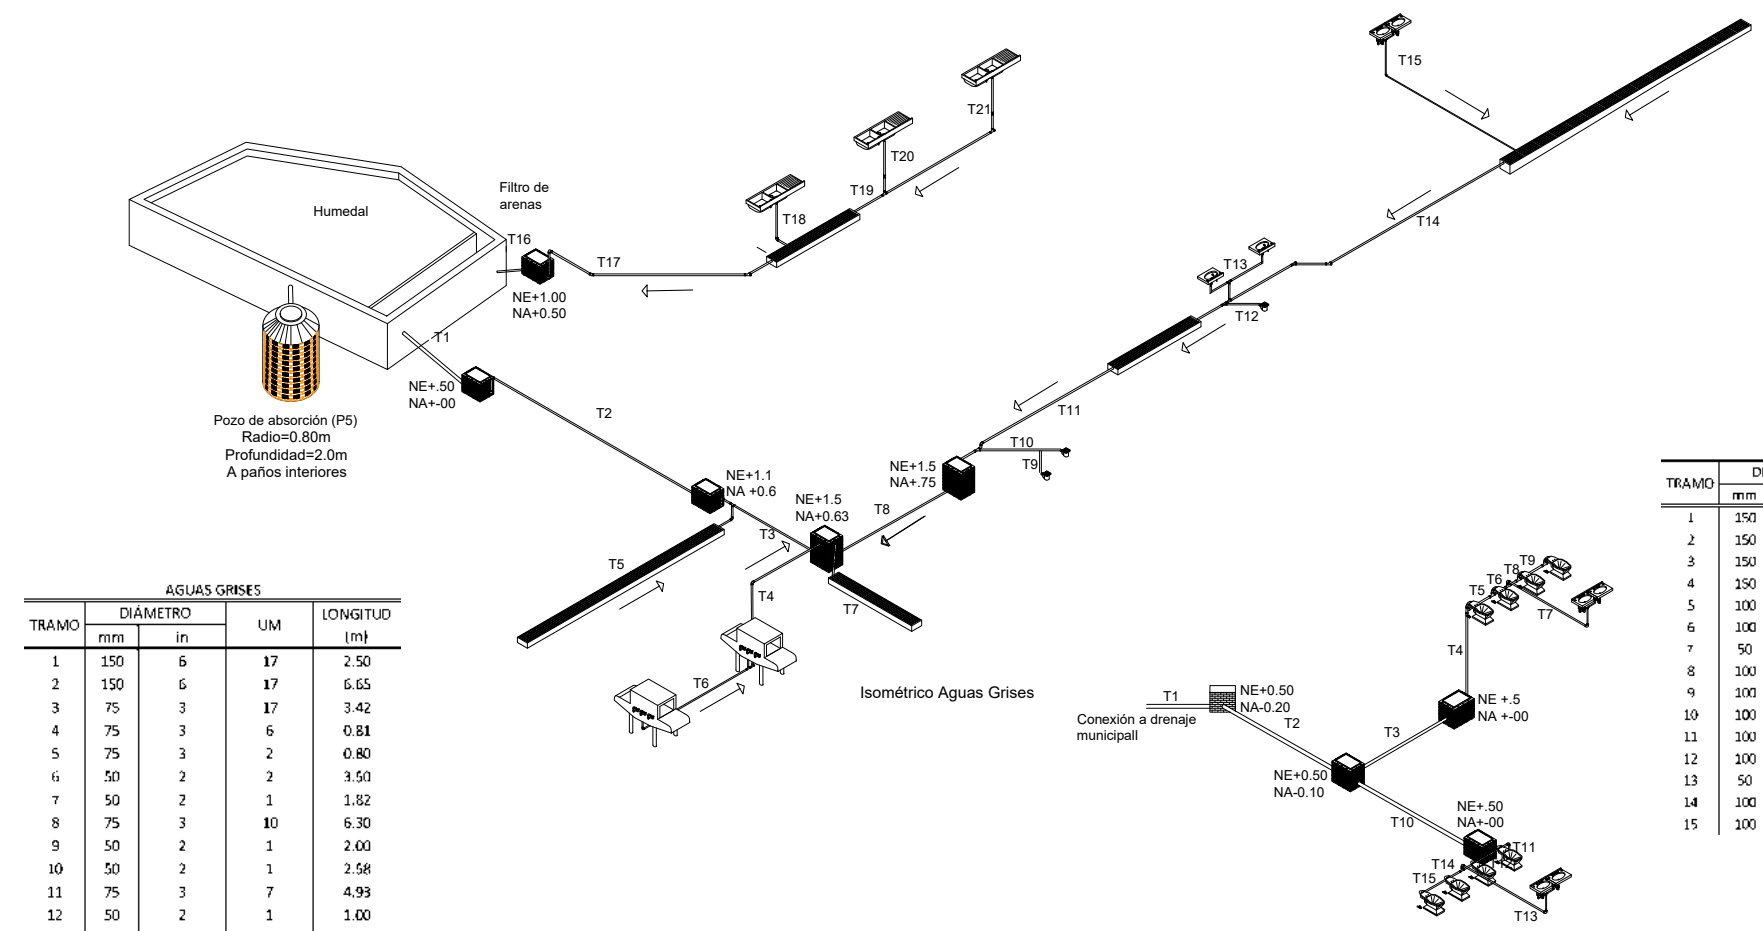 T15
T21
T20
T19
T18
T14
Filtro de
arenas
Humedal
T16
T17
NE+1.00
NA+0.50
T13
T12
T1
NE+.50
NA+-00
Pozo de absorción (P5)
Radio=0.80m
Profundidad=2.0m
A paños interiores
T2
T11
T10
T9
NE+1.5
NA+.75
NE+1.1
NA +0.6
NE+1.5
NA+0.63
T8
T3
T5
T4
T7
T6
Isométrico Aguas Grises
AGUAS GRISES
TRAMO DIÁMETRO UM LONGITUD
mm in (m)
1 150 6 17 2.50
2 150 6 17 6.65
3 75 3 17 3.42
4 75 3 6 0.81
5 75 3 2 0.80
6 50 2 2 3.50
7 50 2 1 1.82
8 75 3 10 6.30
9 50 2 1 2.00
10 50 2 1 2.58
11 75 3 7 4.93
12 50 2 1 1.00
T9
T8
T6
T5
T7
T4
T1
NE+0.50
NA-0.20
Conexión a drenaje
municipall
T2
NE +.5
NA +-00
T3
NE+0.50
NA-0.10
NE+.50
NA+-00
T10
T11
T14
T15
T13
TRAMO
mm
1 150
2 150
3 150
4 150
5 100
6 100
7 50
8 100
9 100
10 100
11 100
12 100
13 50
14 100
15 100